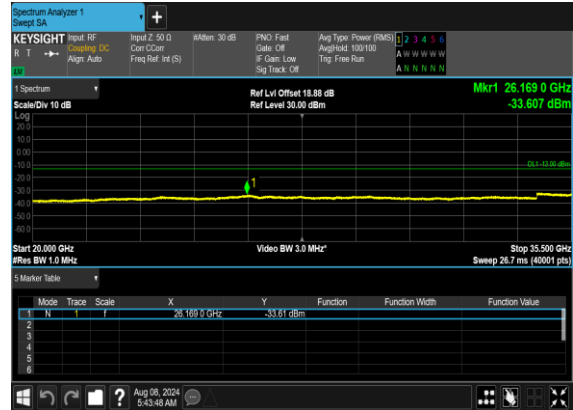 Spectrum Analyzer 1
Swept SA
+
KEYSIGHT Input: RF Input Z: 50 Ω #Atten: 30 dB PNO: Fast Avg Type: Power (RMS) 1 2 3 4 5 6
R T Coupling: DC Corr CCorr Gate: Off Avg|Hold: 100/100 A W W W W W
Align: Auto Freq Ref: Int (S) IF Gain: Low Trig: Free Run
LNI Sig Track: Off A N N N N N
1 Spectrum Ref Lvl Offset 18.88 dB Mkr1 26.169 0 GHz
Scale/Div 10 dB Ref Level 30.00 dBm -33.607 dBm
Log
20.0
10.0
0.00
-10.0 DL1 -13.00 dBm
-20.0
-30.0 1
-40.0
-50.0
-60.0
Start 20.000 GHz Video BW 3.0 MHz* Stop 35.500 GHz
#Res BW 1.0 MHz Sweep 26.7 ms (40001 pts)
5 Marker Table
Mode Trace Scale X Y Function Function Width Function Value
1 N 1 f 26.169 0 GHz -33.61 dBm
2
3
4
5
6
? Aug 08, 2024
5:43:48 AM